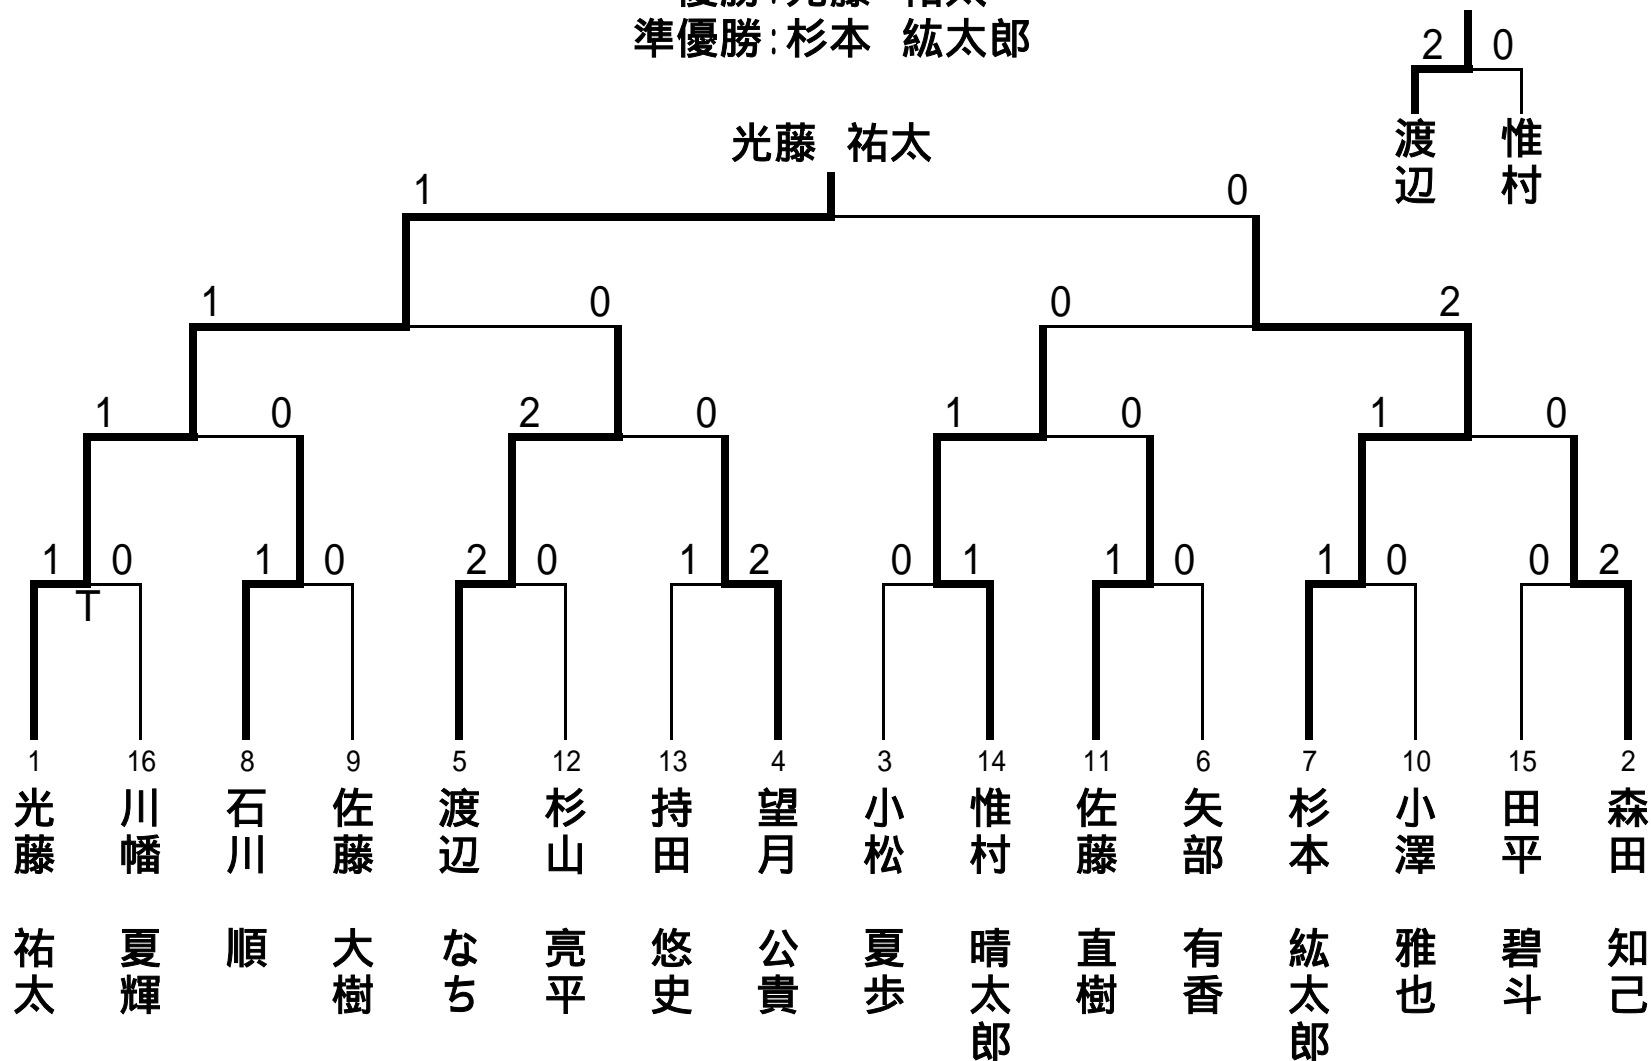 優勝:光藤 祐太
準優勝:杉本 紘太郎
2 0
渡辺 惟村
光藤 祐太
1 0
1 0 0 2
1 0 2 0 1 0 1 0
1 0 1 0 2 0 1 2 0 1 1 0 1 0 0 2
T
1 16 8 9 5 12 13 4 3 14 11 6 7 10 15 2
光藤 祐太
川幡 夏輝
石川 順
佐藤 大樹
渡辺 なち
杉山 亮平
持田 悠史
望月 公貴
小松 夏歩
惟村 晴太郎
佐藤 直樹
矢部 有香
杉本 紘太郎
小澤 雅也
田平 碧斗
森田 知己